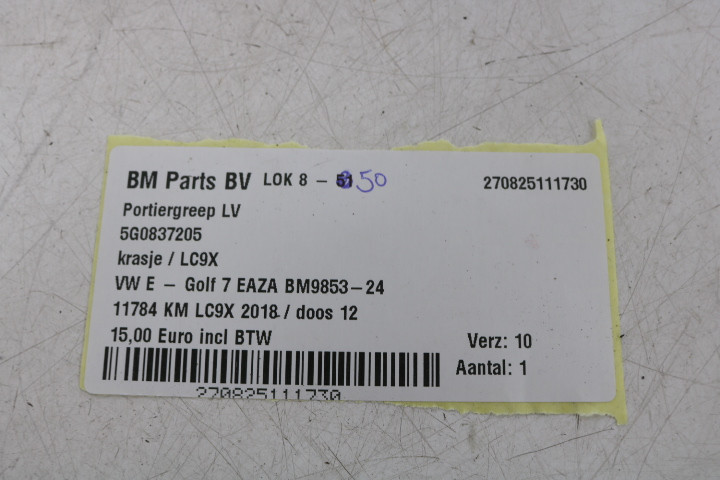 BM Parts BV LOK 8 - 50 270825111730
Portiergreep LV
5G0837205
krasje / LC9X
VW E - Golf 7 EAZA BM9853-24
11784 KM LC9X 2018 / doos 12
15,00 Euro incl BTW Verz: 10
Aantal: 1
270825111730